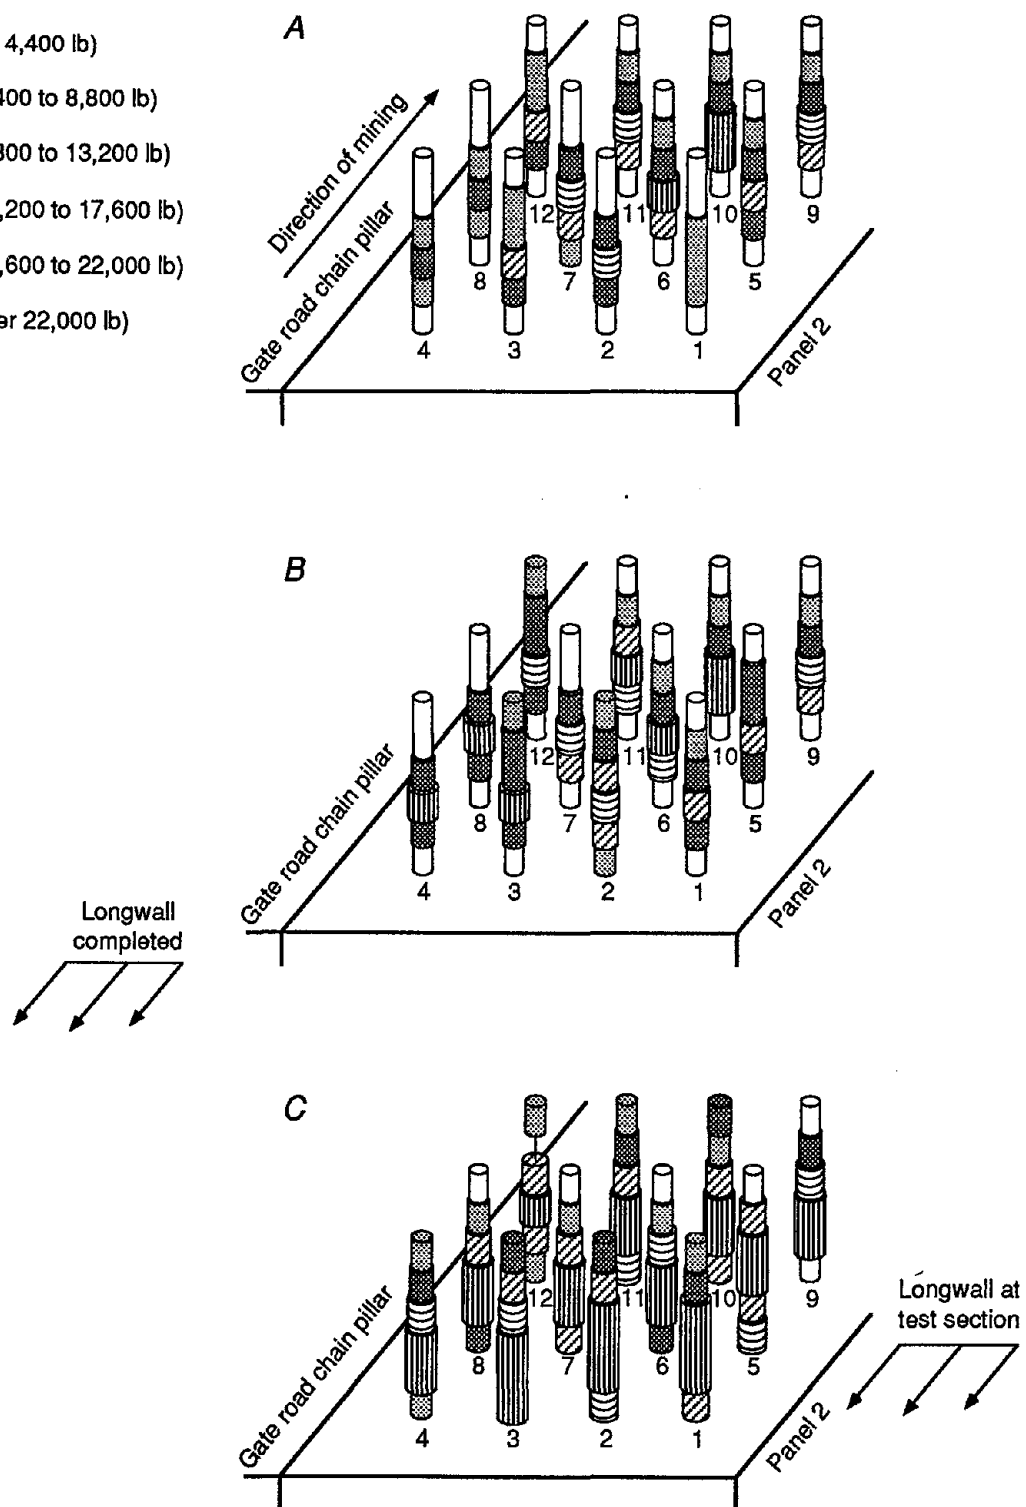 A
4,400 lb)
400 to 8,800 lb)
300 to 13,200 lb)
,200 to 17,600 lb)
,600 to 22,000 lb)
er 22,000 lb)
Direction of mining
Gate road chain pillar
12
11
10
9
8
7
6
5
4
3
2
1
Panel 2
B
Gate road chain pillar
12
11
10
9
8
7
6
5
4
3
2
1
Panel 2
Longwall
completed
C
Gate road chain pillar
12
11
10
9
8
7
6
5
4
3
2
1
Panel 2
Longwall at
test section